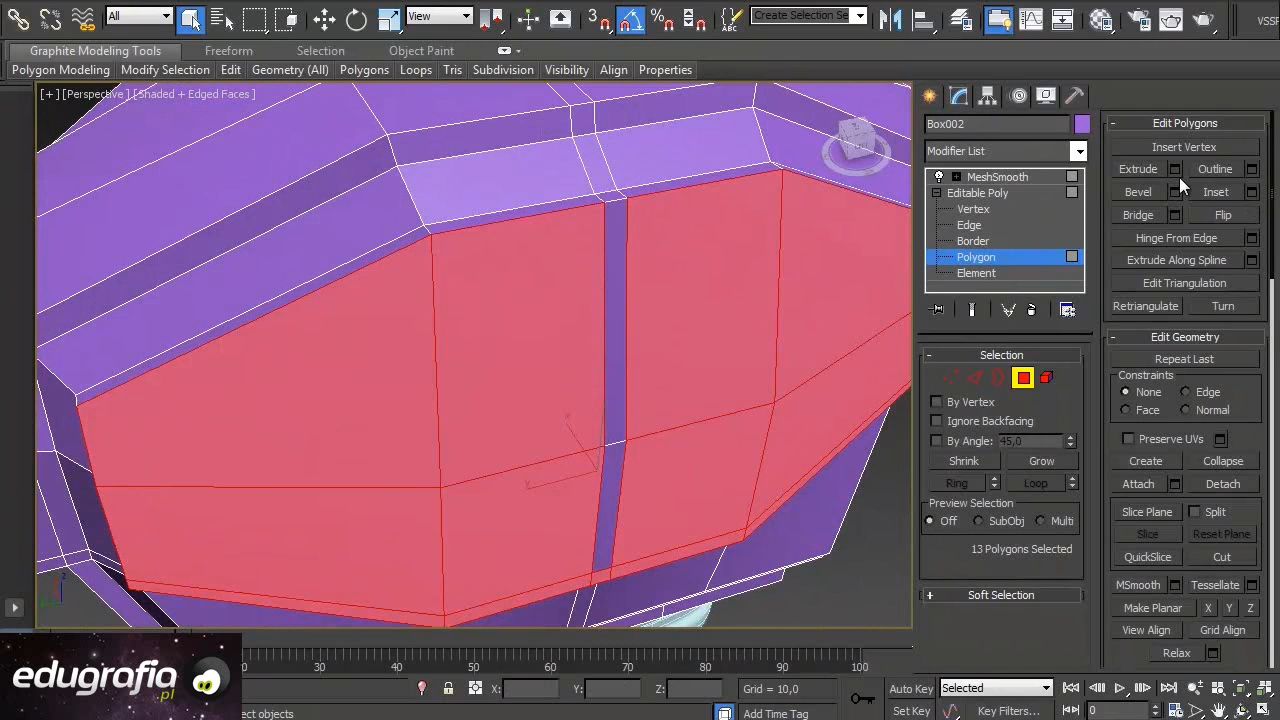 All
View
3
%
ABC
Create Selection Se
VSSF
Graphite Modeling Tools Freeform Selection Object Paint
Polygon Modeling Modify Selection Edit Geometry (All) Polygons Loops Tris Subdivision Visibility Align Properties
[+] [Perspective ] [Shaded + Edged Faces ]
Box002
Modifier List
MeshSmooth
Editable Poly
Vertex
Edge
Border
Polygon
Element
- Selection
By Vertex
Ignore Backfacing
By Angle: 45,0
Shrink Grow
Ring Loop
Preview Selection
Off SubObj Multi
13 Polygons Selected
+ Soft Selection
- Edit Polygons
Insert Vertex
Extrude Outline
Bevel Inset
Bridge Flip
Hinge From Edge
Extrude Along Spline
Edit Triangulation
Retriangulate Turn
- Edit Geometry
Repeat Last
Constraints
None Edge
Face Normal
Preserve UVs
Create Collapse
Attach Detach
Slice Plane Split
Slice Reset Plane
QuickSlice Cut
MSmooth Tessellate
Make Planar X Y Z
View Align Grid Align
Relax
edugrafia
.pl
30 40 50 60 70 80 90 100
X: Y: Z: Grid = 10,0
ect objects
Add Time Tag
Auto Key Selected
Set Key Key Filters...
0